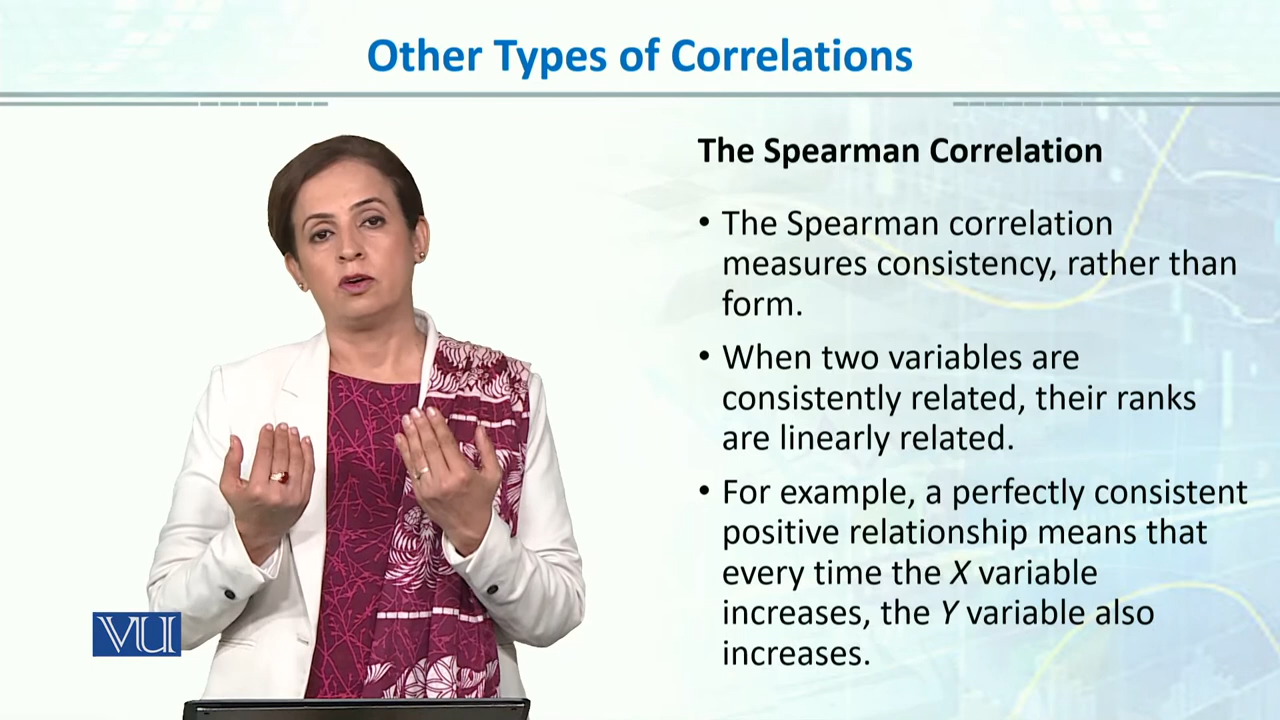 Other Types of Correlations
The Spearman Correlation
• The Spearman correlation
measures consistency, rather than
form.
• When two variables are
consistently related, their ranks
are linearly related.
• For example, a perfectly consistent
positive relationship means that
every time the X variable
increases, the Y variable also
increases.
VU